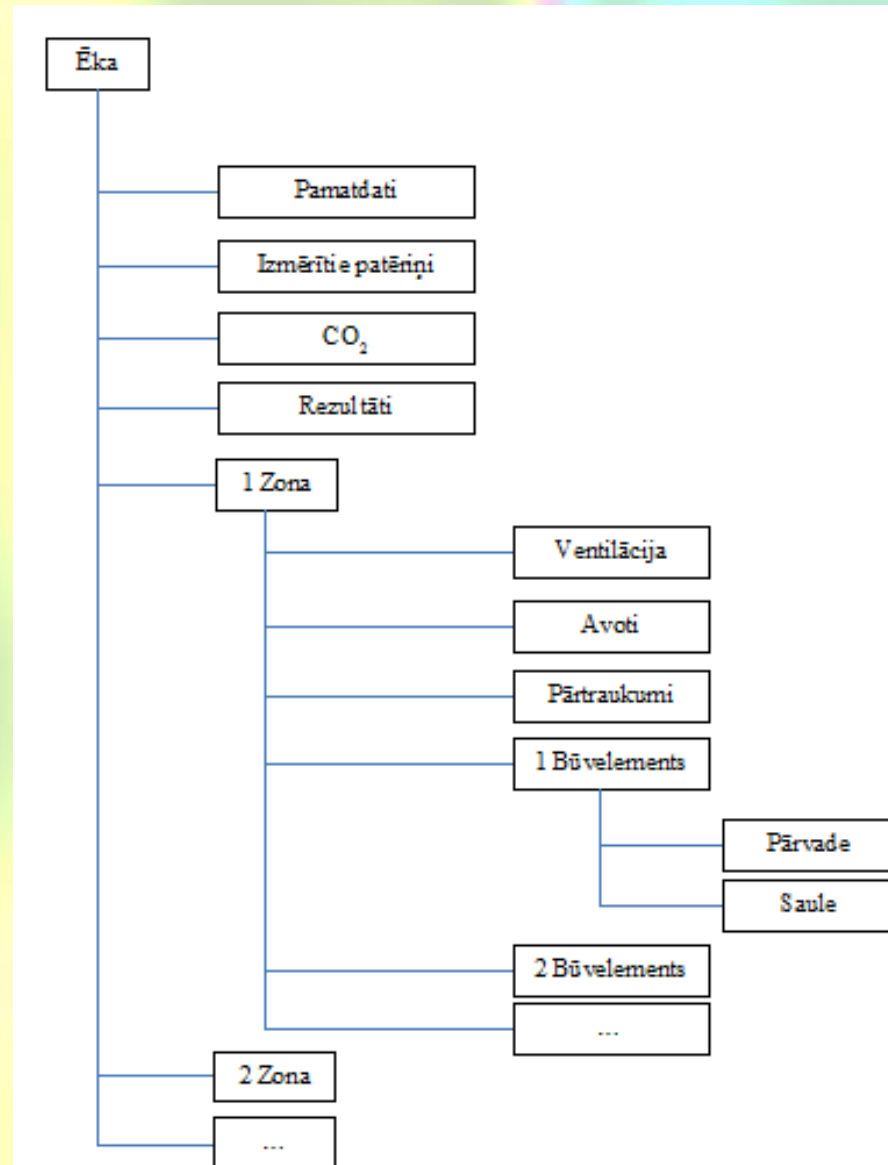 Ēka
Pamatdati
Izmērītie patēriņi
CO₂
Rezultāti
1 Zona
Ventilācija
Avoti
Pārtraukumi
1 Būvelements
Pārvade
Saule
2 Būvelements
...
2 Zona
...